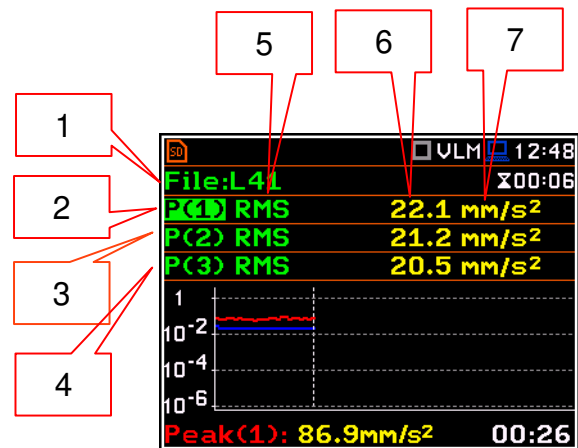 5 6 7
1
2
3
4
SD VLM 12:48
File:L41 00:06
P(1) RMS 22.1 mm/s²
P(2) RMS 21.2 mm/s²
P(3) RMS 20.5 mm/s²
1
10⁻²
10⁻⁴
10⁻⁶
Peak(1): 86.9mm/s² 00:26